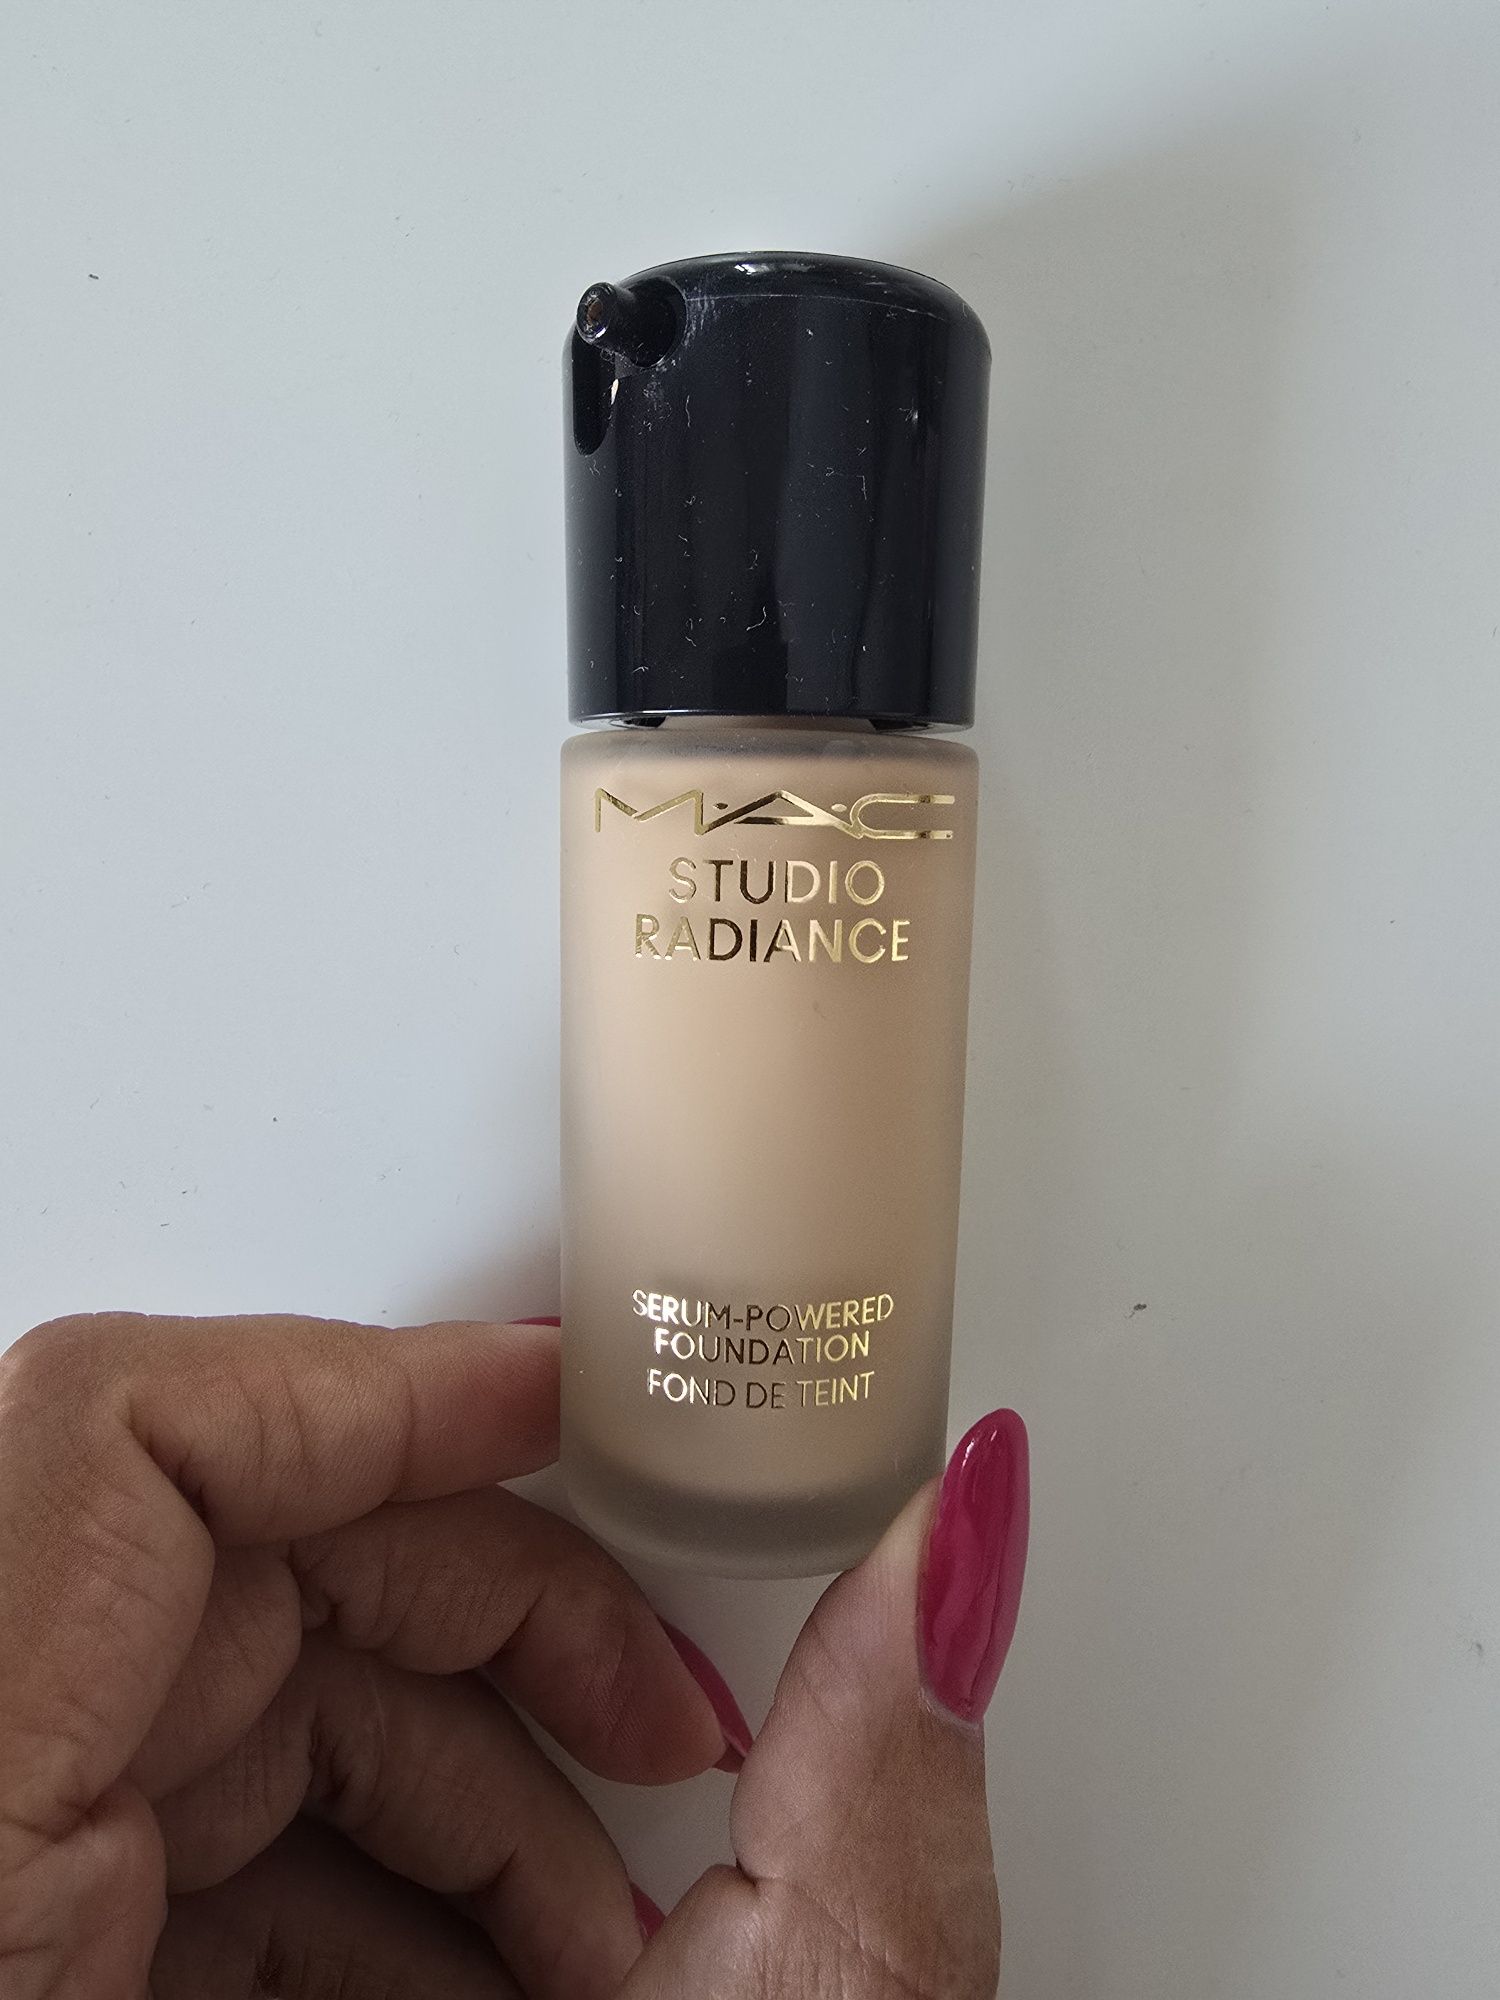 M·A·C
STUDIO
RADIANCE
SERUM-POWERED
FOUNDATION
FOND DE TEINT